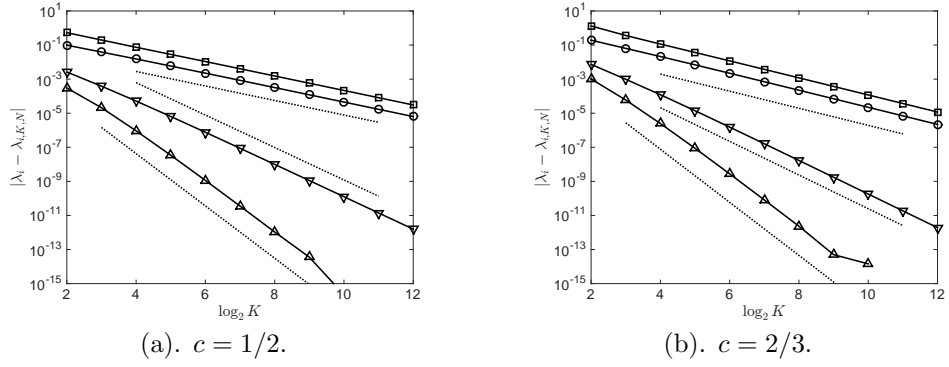 10^1
10^-1
10^-3
10^-5
10^-7
10^-9
10^-11
10^-13
10^-15
|λ_i − λ_{i,K,N}|
2 4 6 8 10 12
log_2 K
(a). c = 1/2.
10^1
10^-1
10^-3
10^-5
10^-7
10^-9
10^-11
10^-13
10^-15
|λ_i − λ_{i,K,N}|
2 4 6 8 10 12
log_2 K
(b). c = 2/3.